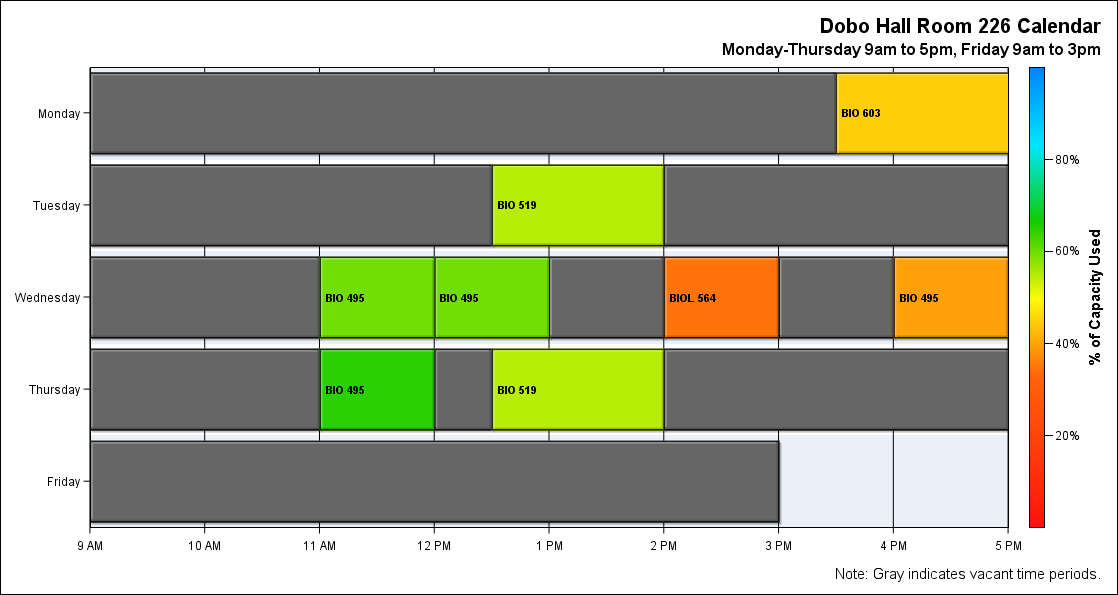 Dobo Hall Room 226 Calendar
Monday-Thursday 9am to 5pm, Friday 9am to 3pm
Monday
BIO 603
80%
Tuesday
BIO 519
60%
% of Capacity Used
Wednesday
BIO 495
BIO 495
BIOL 564
BIO 495
40%
Thursday
BIO 495
BIO 519
20%
Friday
9 AM
10 AM
11 AM
12 PM
1 PM
2 PM
3 PM
4 PM
5 PM
Note: Gray indicates vacant time periods.